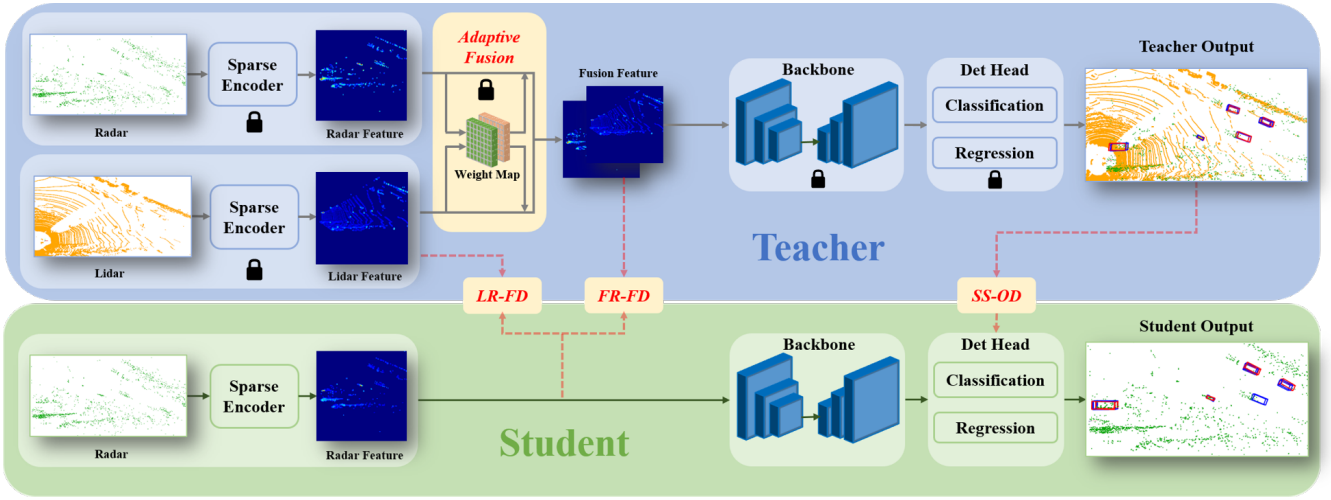 Radar
Sparse
Encoder
Radar Feature
Lidar
Sparse
Encoder
Lidar Feature
Adaptive
Fusion
Weight Map
Fusion Feature
Backbone
Det Head
Classification
Regression
Teacher Output
Teacher
LR-FD
FR-FD
SS-OD
Radar
Sparse
Encoder
Radar Feature
Student
Backbone
Det Head
Classification
Regression
Student Output